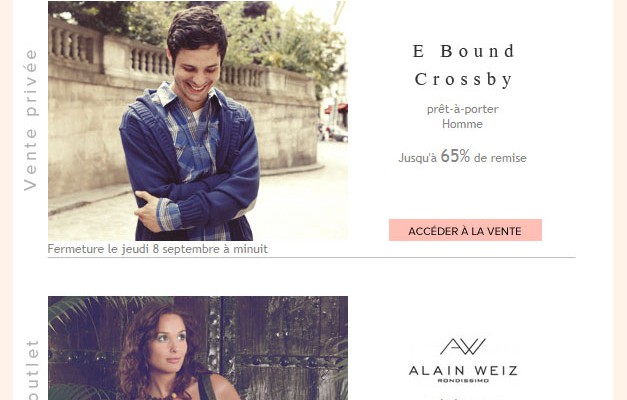 Vente privée
E Bound
Crossby
prêt-à-porter
Homme
Jusqu'à 65% de remise
ACCÉDER À LA VENTE
Fermeture le jeudi 8 septembre à minuit
outlet
AW
ALAIN WEIZ
RONDISSIMO